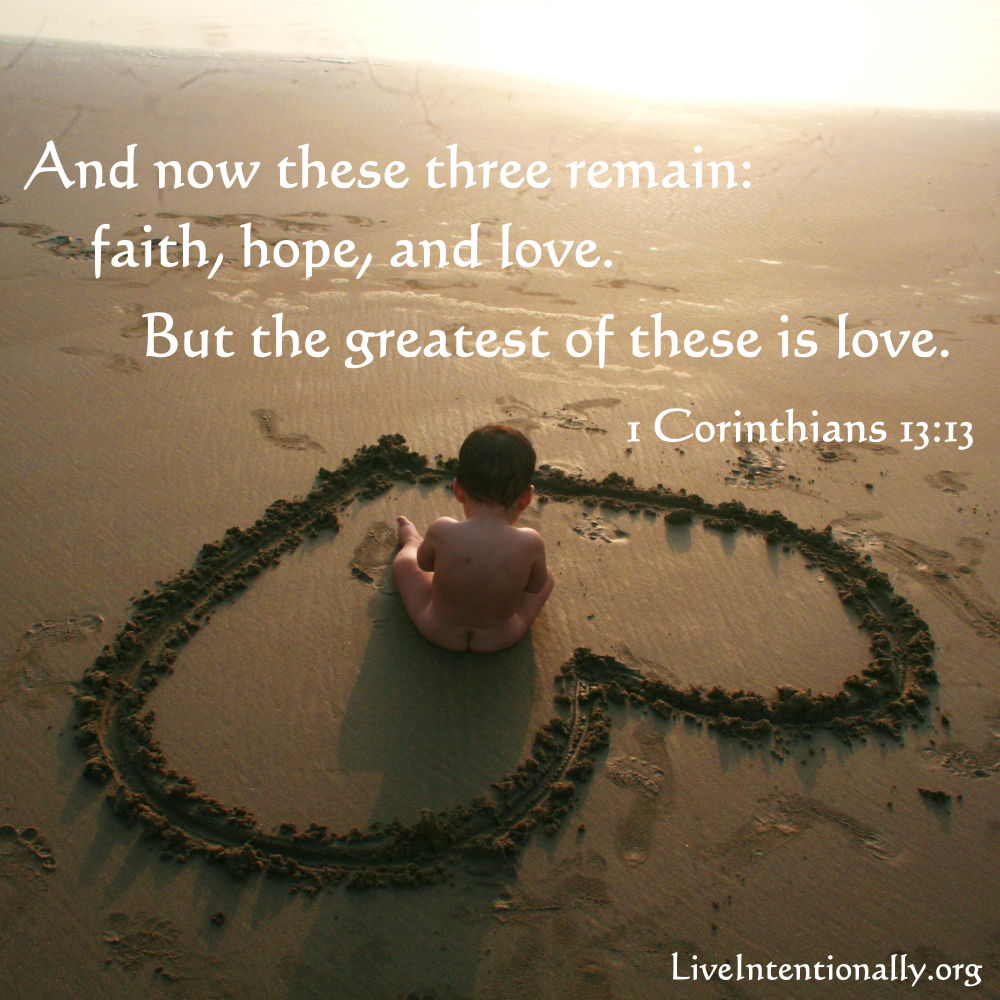 And now these three remain:
faith, hope, and love.
But the greatest of these is love.
1 Corinthians 13:13
LiveIntentionally.org